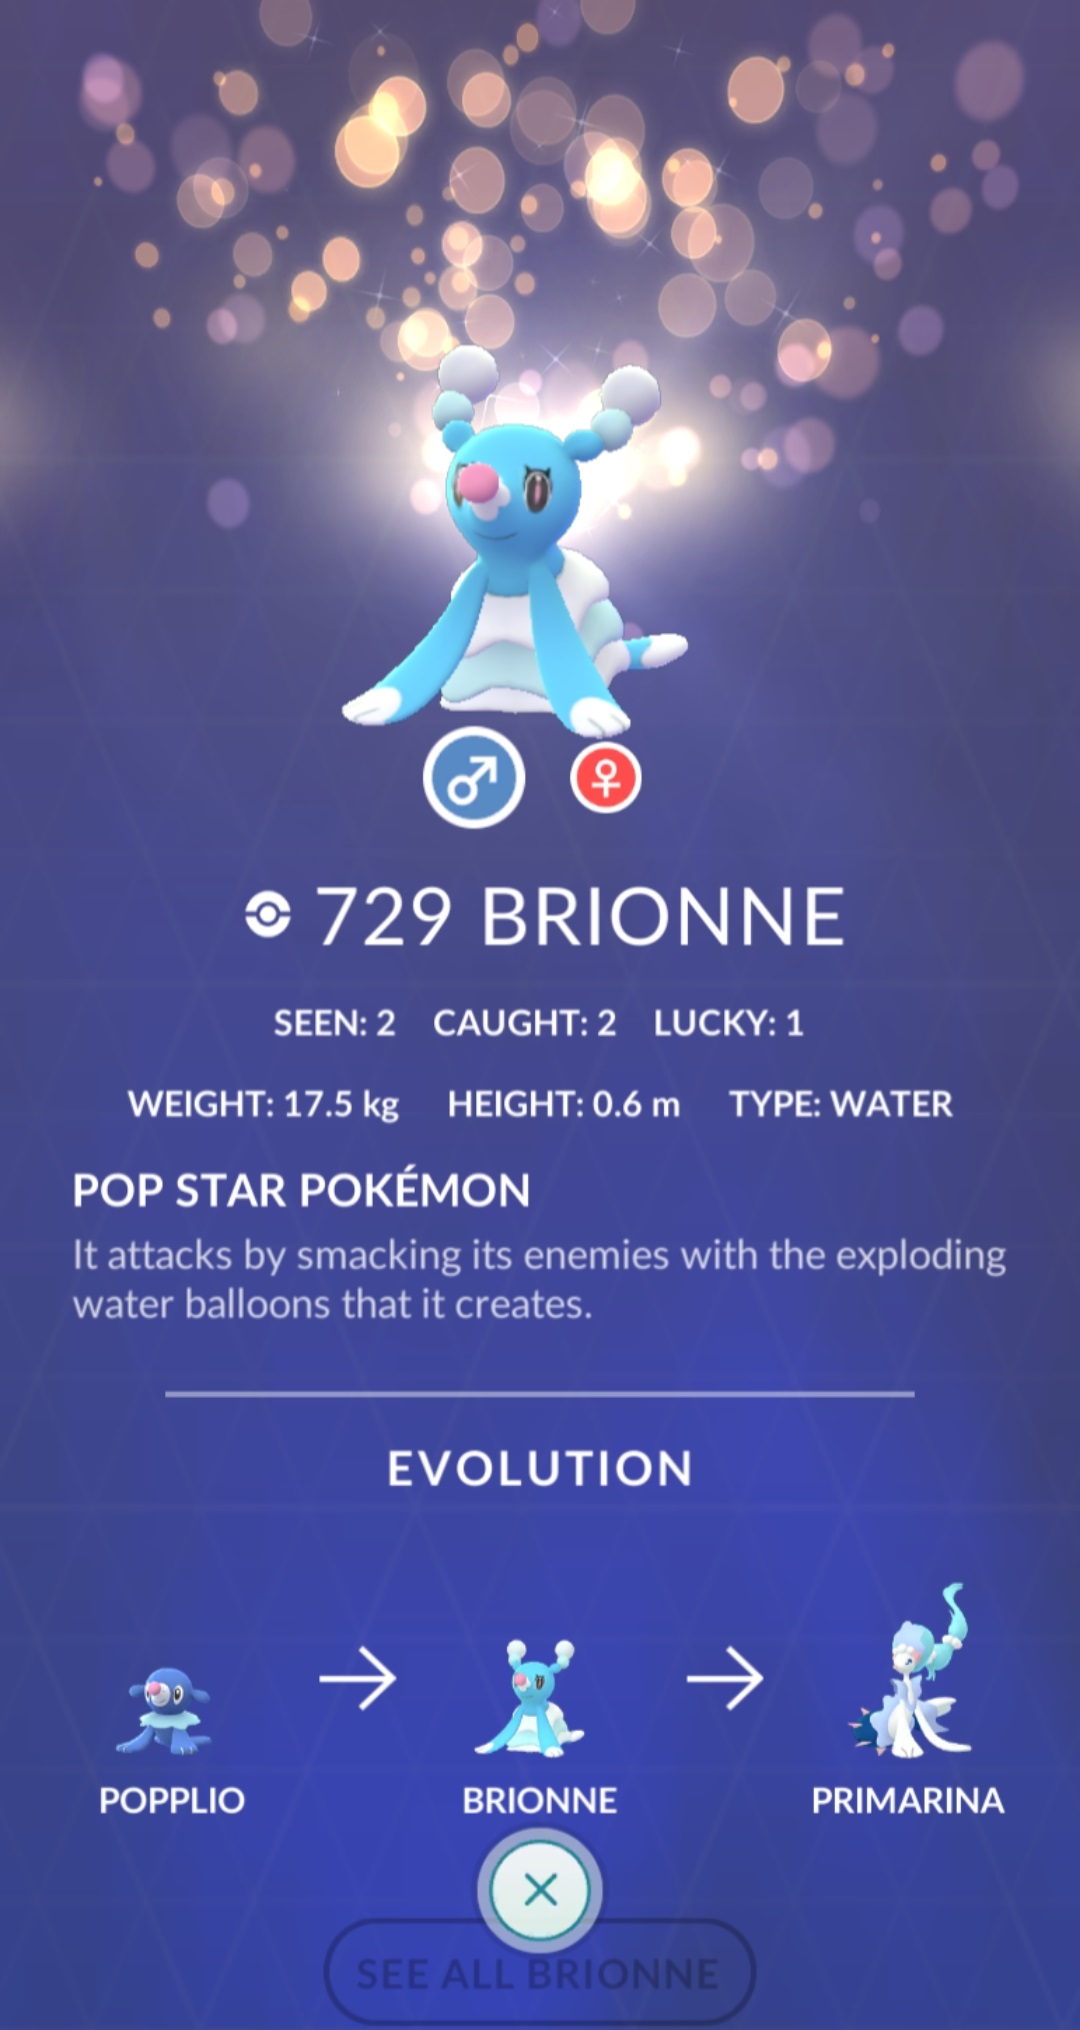 729 BRIONNE
SEEN: 2 CAUGHT: 2 LUCKY: 1
WEIGHT: 17.5 kg HEIGHT: 0.6 m TYPE: WATER
POP STAR POKÉMON
It attacks by smacking its enemies with the exploding
water balloons that it creates.
EVOLUTION
POPPLIO BRIONNE PRIMARINA
SEE ALL BRIONNE